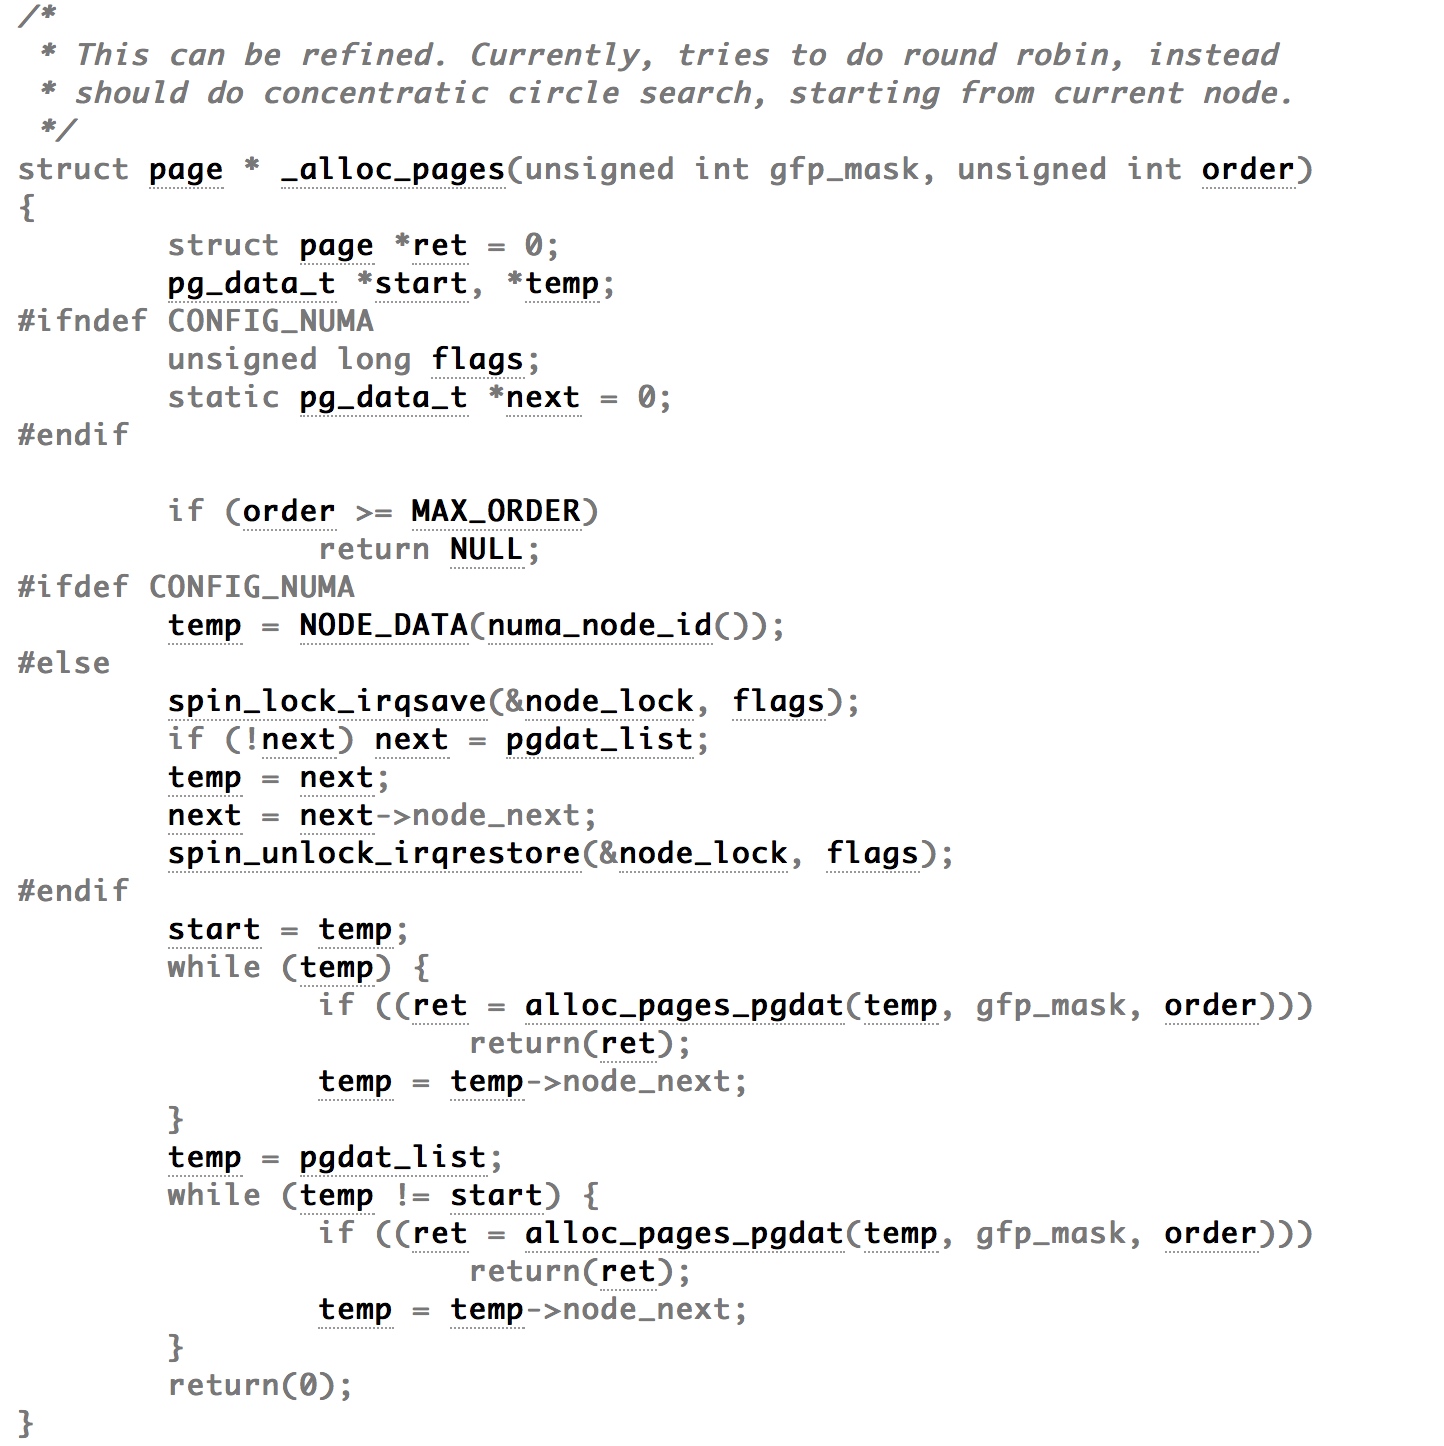 /*
 * This can be refined. Currently, tries to do round robin, instead
 * should do concentratic circle search, starting from current node.
 */
struct page * _alloc_pages(unsigned int gfp_mask, unsigned int order)
{
        struct page *ret = 0;
        pg_data_t *start, *temp;
#ifndef CONFIG_NUMA
        unsigned long flags;
        static pg_data_t *next = 0;
#endif

        if (order >= MAX_ORDER)
                return NULL;
#ifdef CONFIG_NUMA
        temp = NODE_DATA(numa_node_id());
#else
        spin_lock_irqsave(&node_lock, flags);
        if (!next) next = pgdat_list;
        temp = next;
        next = next->node_next;
        spin_unlock_irqrestore(&node_lock, flags);
#endif
        start = temp;
        while (temp) {
                if ((ret = alloc_pages_pgdat(temp, gfp_mask, order)))
                        return(ret);
                temp = temp->node_next;
        }
        temp = pgdat_list;
        while (temp != start) {
                if ((ret = alloc_pages_pgdat(temp, gfp_mask, order)))
                        return(ret);
                temp = temp->node_next;
        }
        return(0);
}